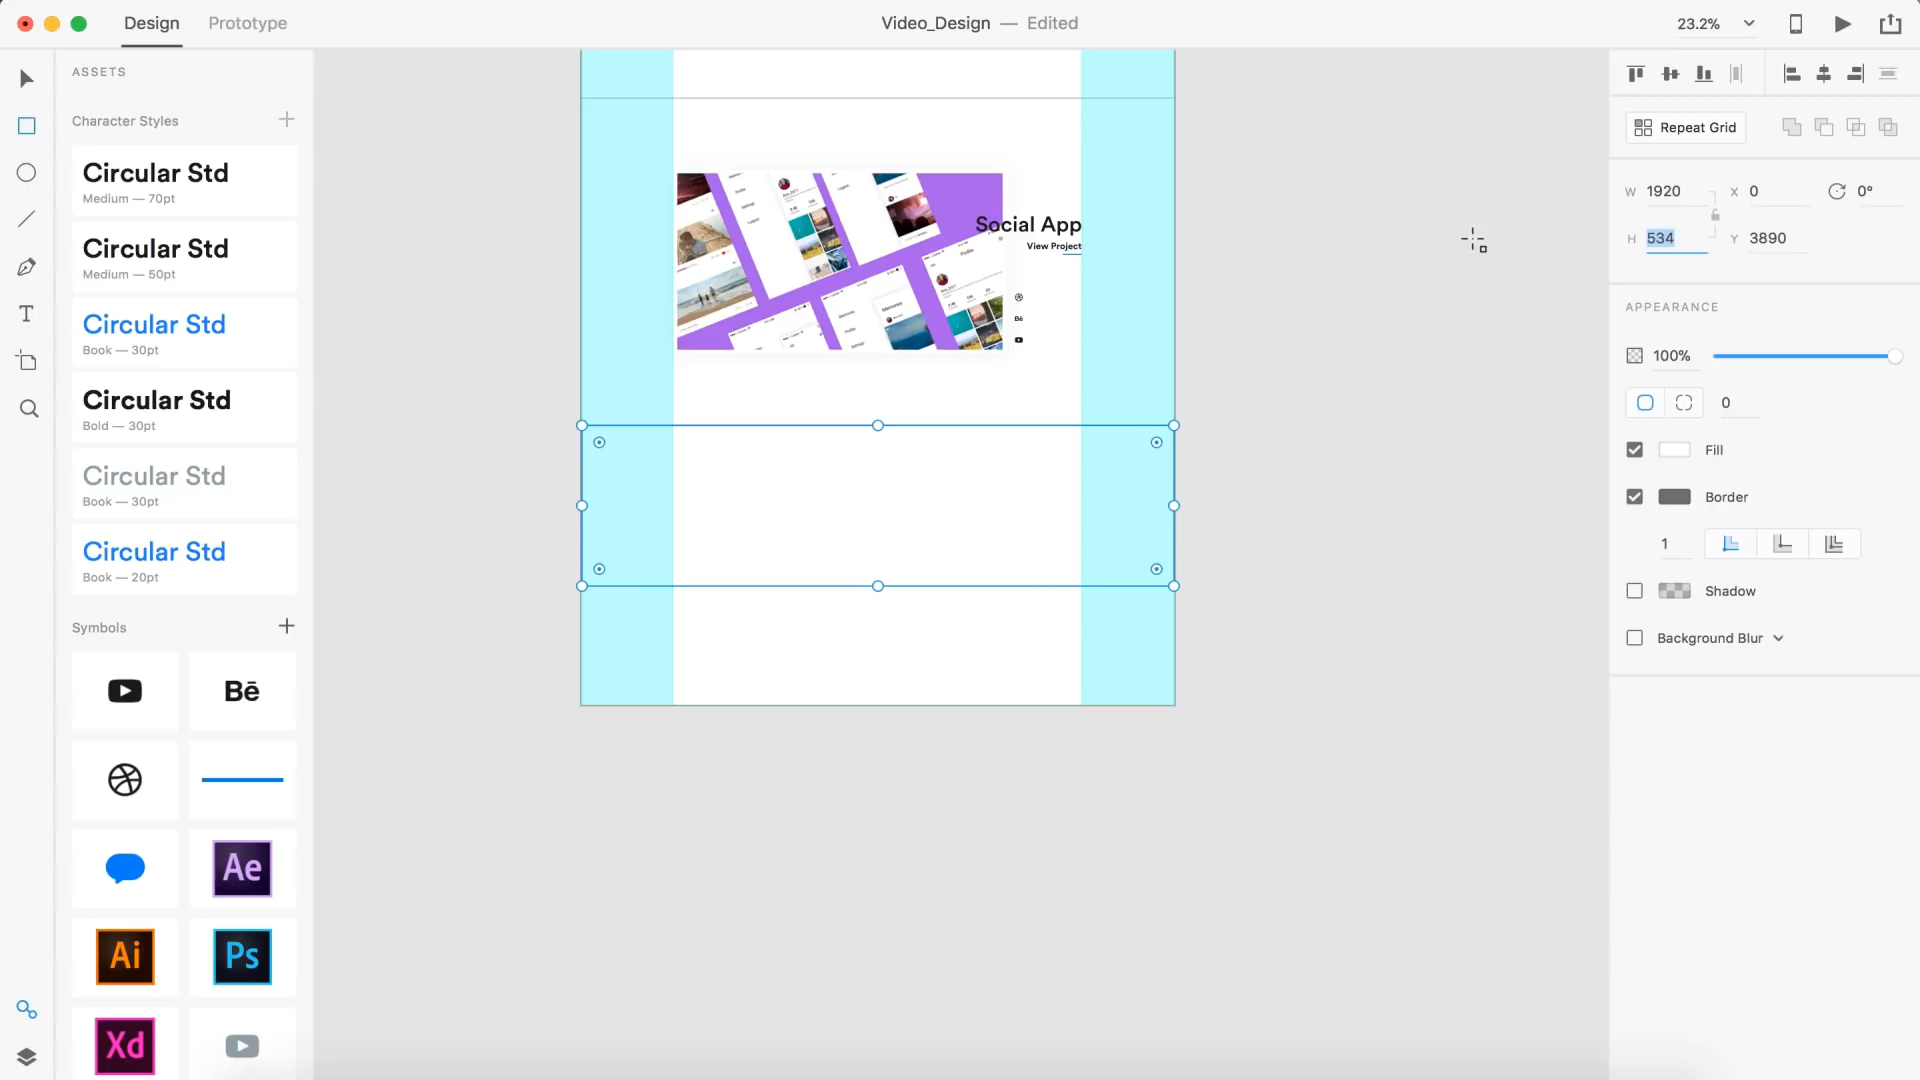 Design
Prototype
Video_Design — Edited
23.2%
ASSETS
Character Styles
Circular Std
Medium — 70pt
Circular Std
Medium — 50pt
Circular Std
Book — 30pt
Circular Std
Bold — 30pt
Circular Std
Book — 30pt
Circular Std
Book — 20pt
Symbols
Bē
Ae
Ai
Ps
Xd
Social App
View Project
Bē
Profile
Repeat Grid
W 1920
X 0
0°
H 534
Y 3890
APPEARANCE
100%
0
Fill
Border
1
Shadow
Background Blur